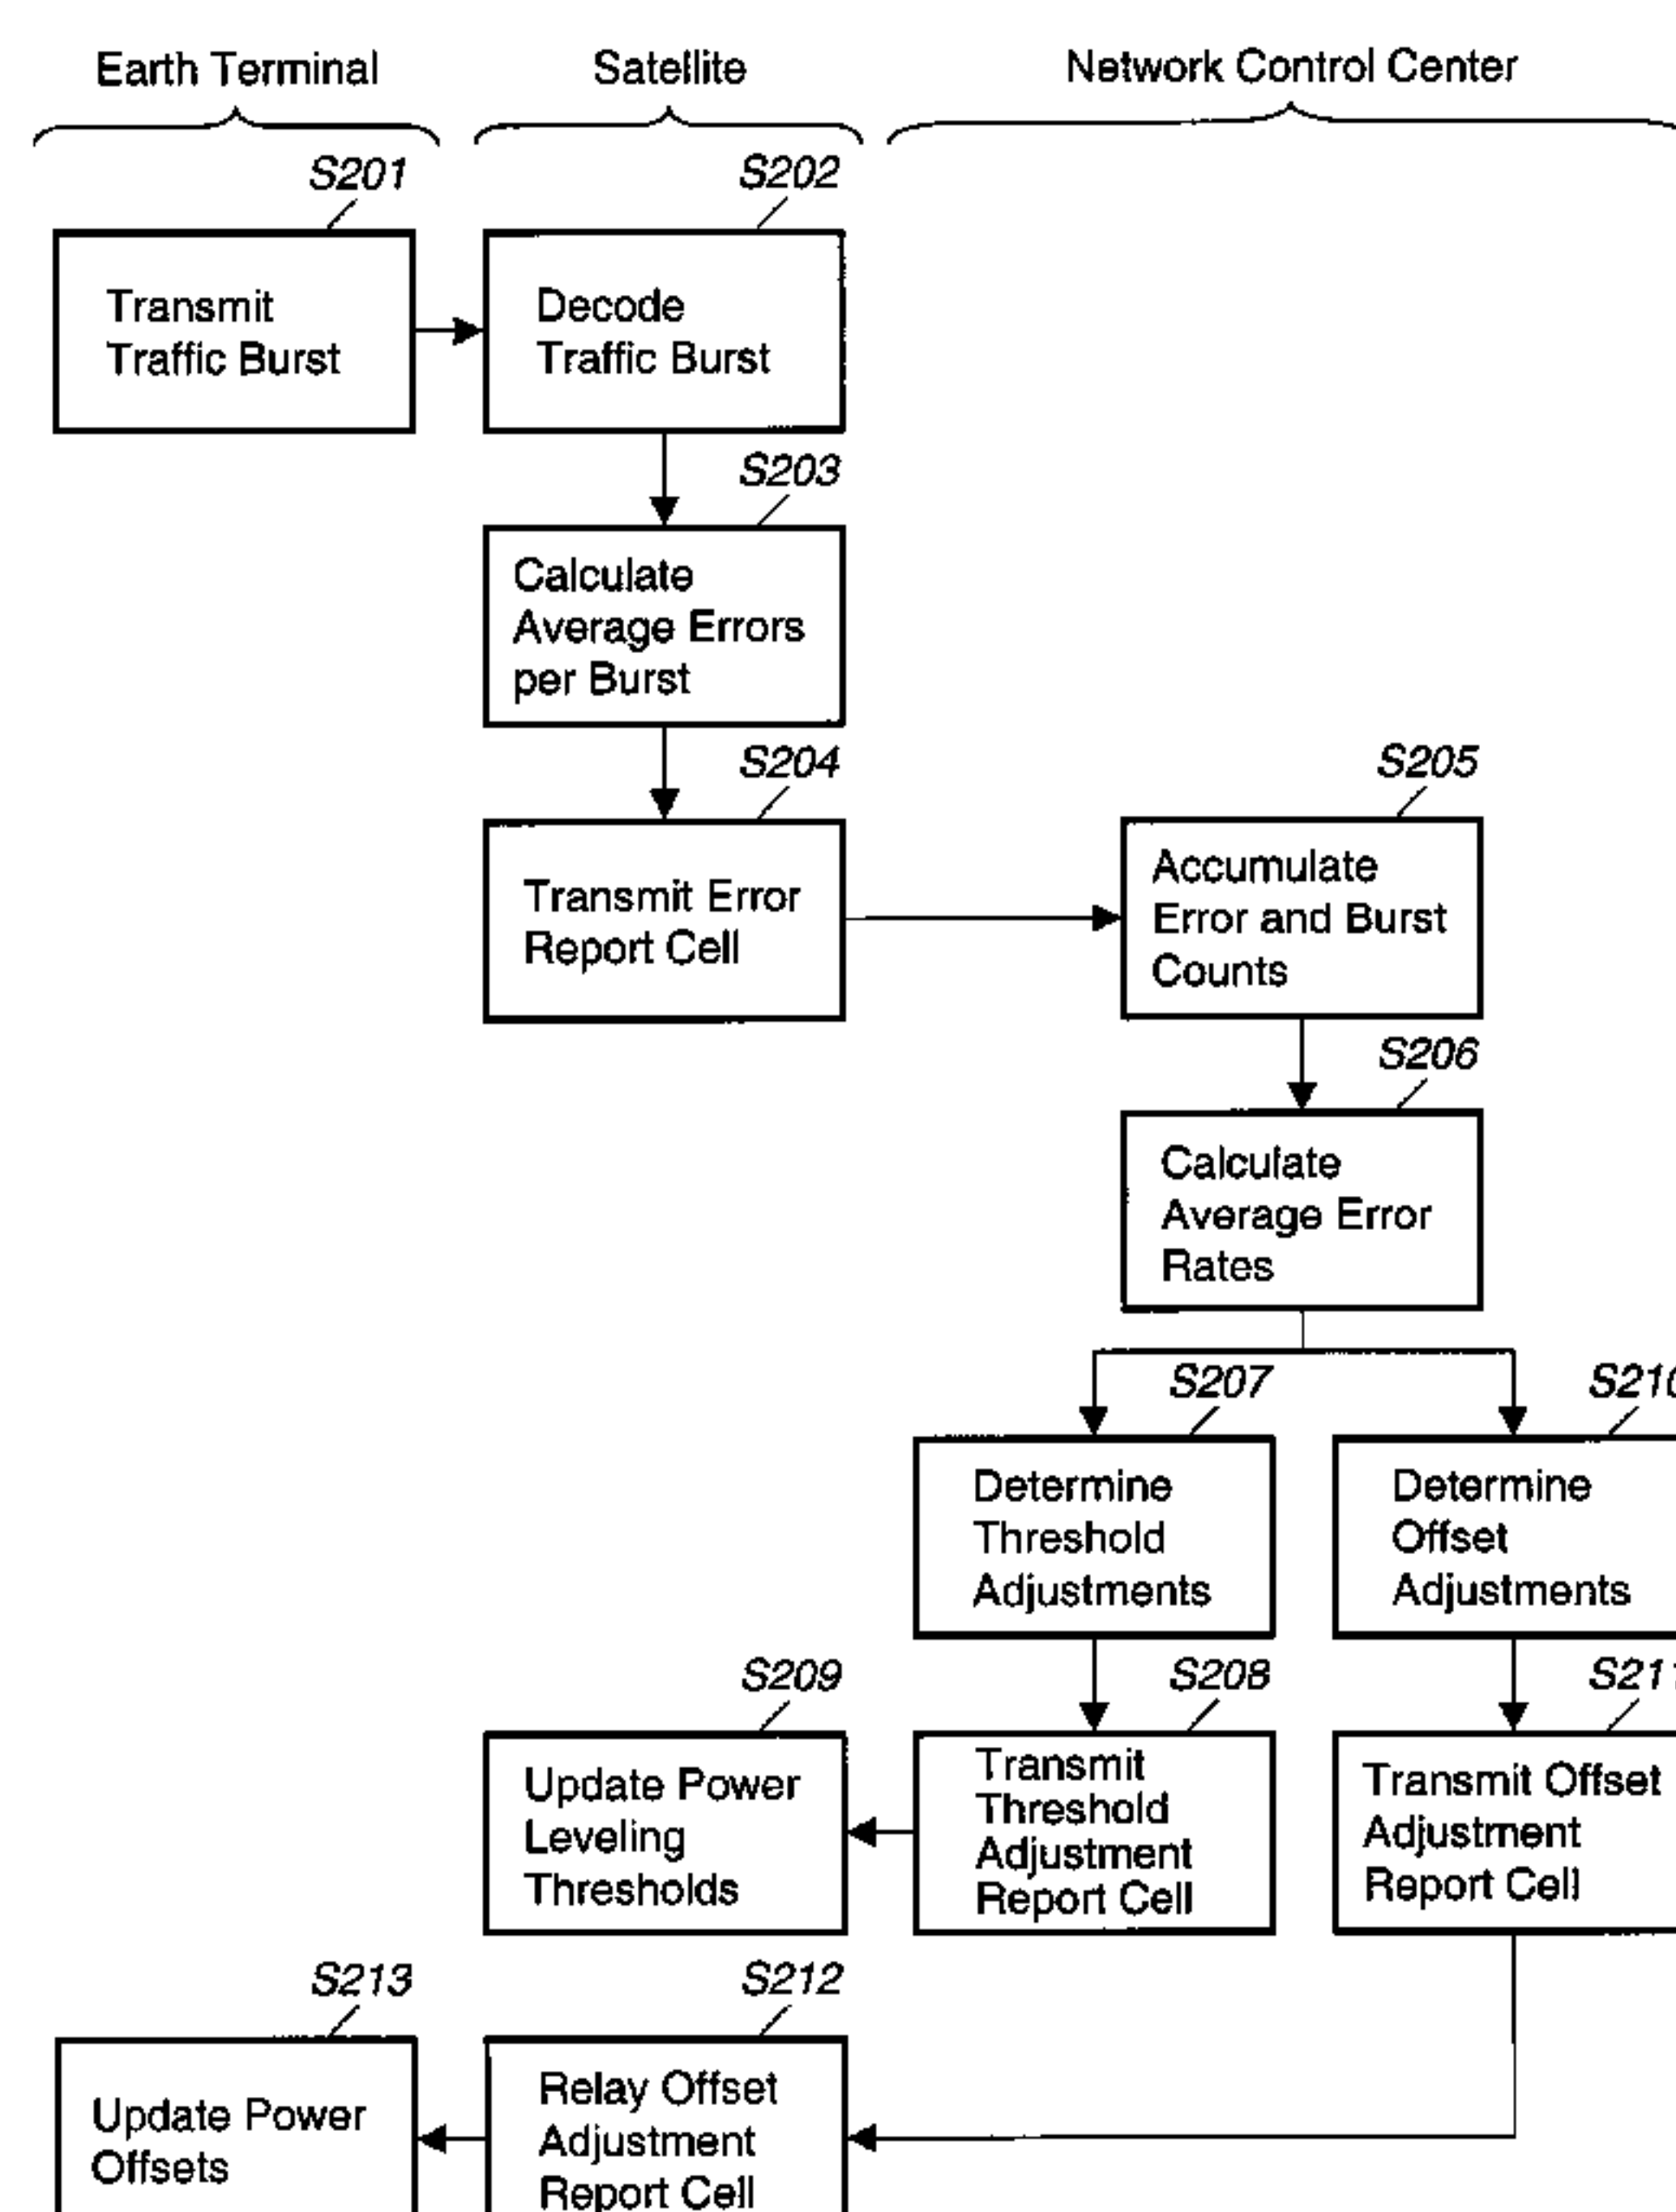 Earth Terminal
Satellite
Network Control Center
S201
S202
Transmit
Traffic Burst
Decode
Traffic Burst
S203
Calculate
Average Errors
per Burst
S204
S205
Transmit Error
Report Cell
Accumulate
Error and Burst
Counts
S206
Calculate
Average Error
Rates
S207
S210
Determine
Threshold
Adjustments
Determine
Offset
Adjustments
S209
S208
S211
Update Power
Leveling
Thresholds
Transmit
Threshold
Adjustment
Report Cell
Transmit Offset
Adjustment
Report Cell
S213
S212
Update Power
Offsets
Relay Offset
Adjustment
Report Cell